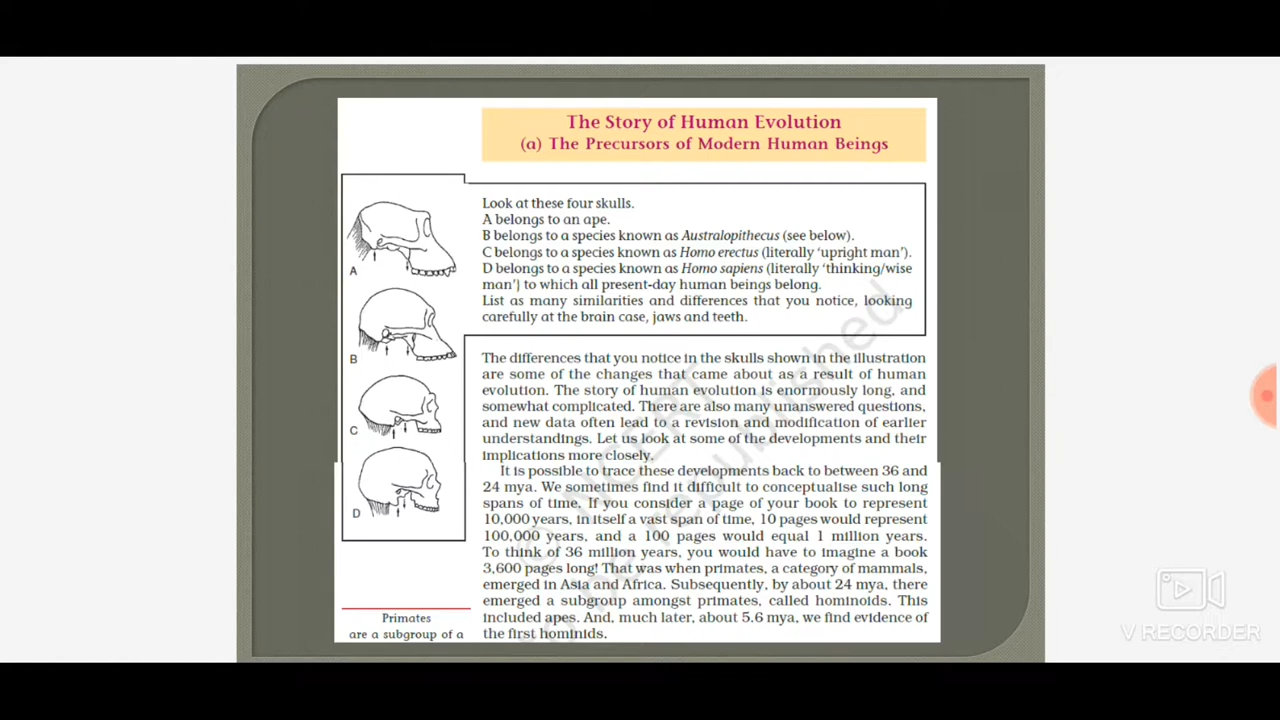 The Story of Human Evolution
(a) The Precursors of Modern Human Beings
Look at these four skulls.
A belongs to an ape.
B belongs to a species known as Australopithecus (see below).
C belongs to a species known as Homo erectus (literally ‘upright man’).
D belongs to a species known as Homo sapiens (literally ‘thinking/wise
man’) to which all present-day human beings belong.
List as many similarities and differences that you notice, looking
carefully at the brain case, jaws and teeth.
A
B
C
D
The differences that you notice in the skulls shown in the illustration
are some of the changes that came about as a result of human
evolution. The story of human evolution is enormously long, and
somewhat complicated. There are also many unanswered questions,
and new data often lead to a revision and modification of earlier
understandings. Let us look at some of the developments and their
implications more closely.
It is possible to trace these developments back to between 36 and
24 mya. We sometimes find it difficult to conceptualise such long
spans of time. If you consider a page of your book to represent
10,000 years, in itself a vast span of time, 10 pages would represent
100,000 years, and a 100 pages would equal 1 million years.
To think of 36 million years, you would have to imagine a book
3,600 pages long! That was when primates, a category of mammals,
emerged in Asia and Africa. Subsequently, by about 24 mya, there
emerged a subgroup amongst primates, called hominoids. This
included apes. And, much later, about 5.6 mya, we find evidence of
the first hominids.
Primates
are a subgroup of a
© NCERT
be republished
V RECORDER